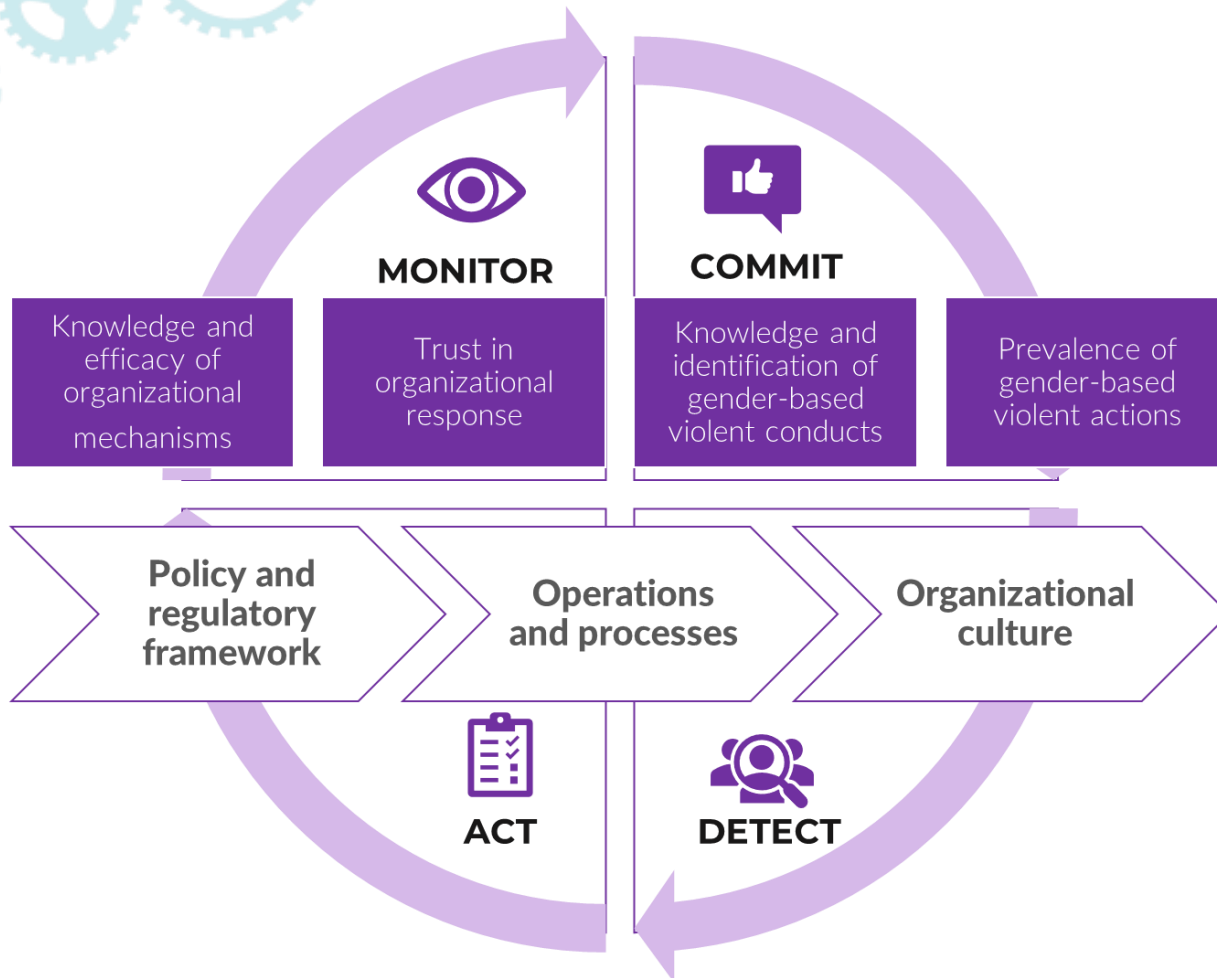 MONITOR
COMMIT
Knowledge and
efficacy of
organizational
mechanisms
Trust in
organizational
response
Knowledge and
identification of
gender-based
violent conducts
Prevalence of
gender-based
violent actions
Policy and
regulatory
framework
Operations
and processes
Organizational
culture
ACT
DETECT